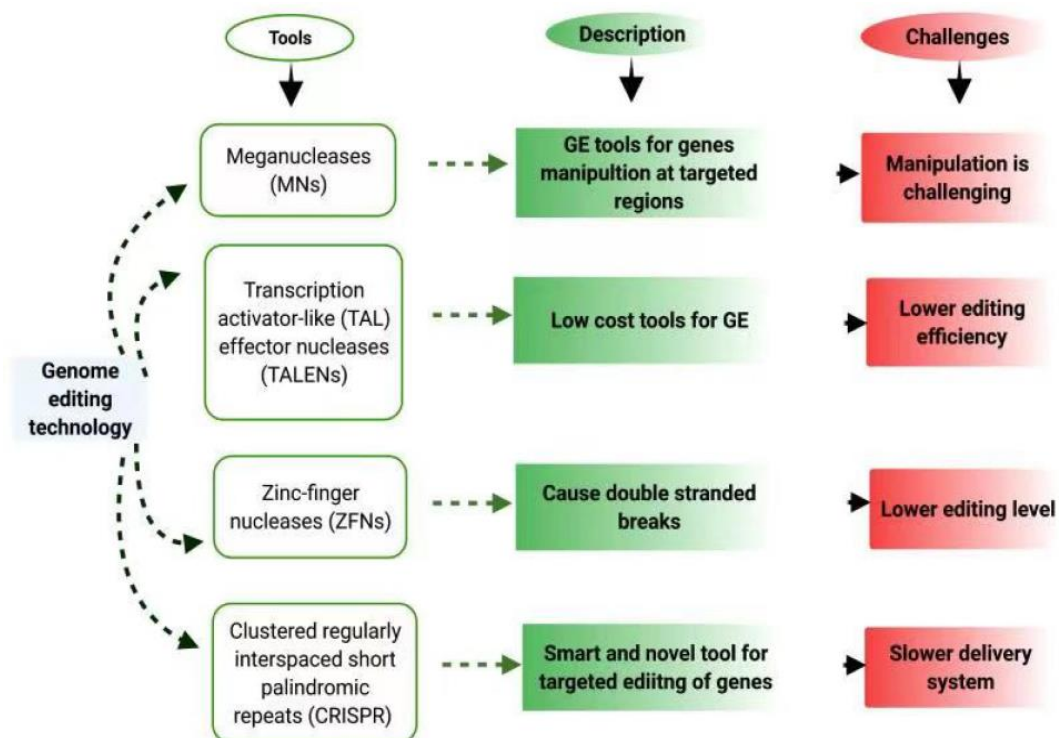 Tools
Description
Challenges
Meganucleases
(MNs)
GE tools for genes
manipultion at targeted
regions
Manipulation is
challenging
Transcription
activator-like (TAL)
effector nucleases
(TALENs)
Low cost tools for GE
Lower editing
efficiency
Genome
editing
technology
Zinc-finger
nucleases (ZFNs)
Cause double stranded
breaks
Lower editing level
Clustered regularly
interspaced short
palindromic
repeats (CRISPR)
Smart and novel tool for
targeted ediitng of genes
Slower delivery
system